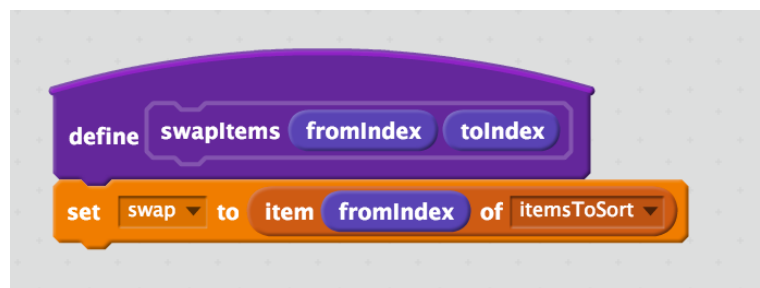 define swapItems fromIndex toIndex
set swap to item fromIndex of itemsToSort